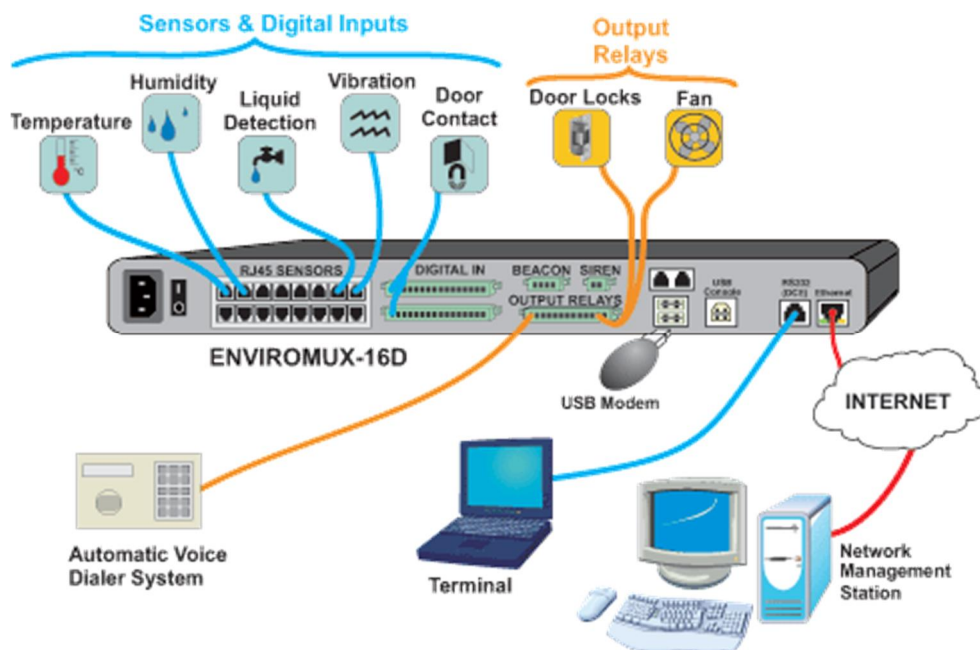 Sensors & Digital Inputs
Output
Relays
Temperature
Humidity
Liquid
Detection
Vibration
Door
Contact
Door Locks
Fan
RJ45 SENSORS
DIGITAL IN
BEACON
SIREN
OUTPUT RELAYS
USB
Console
RS232
(DCE)
Ethernet
ENVIROMUX-16D
USB Modem
INTERNET
Automatic Voice
Dialer System
Terminal
Network
Management
Station